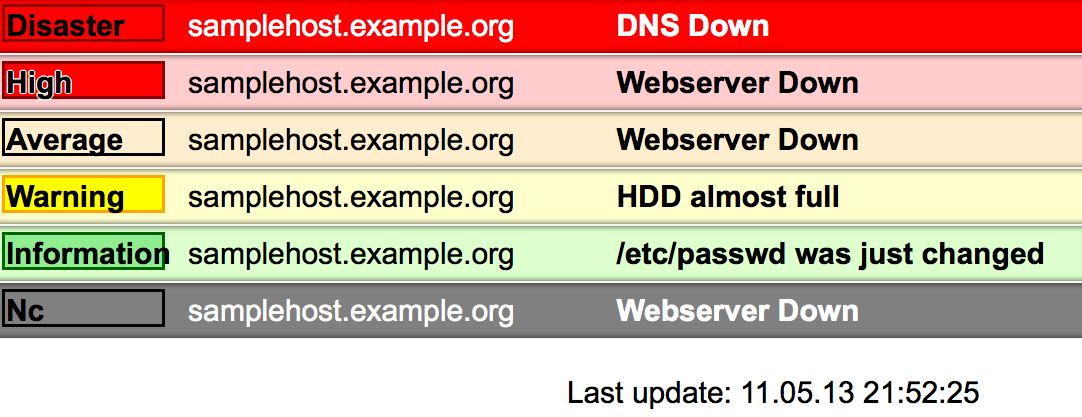 Disaster samplehost.example.org DNS Down
High samplehost.example.org Webserver Down
Average samplehost.example.org Webserver Down
Warning samplehost.example.org HDD almost full
Information samplehost.example.org /etc/passwd was just changed
Nc samplehost.example.org Webserver Down
Last update: 11.05.13 21:52:25